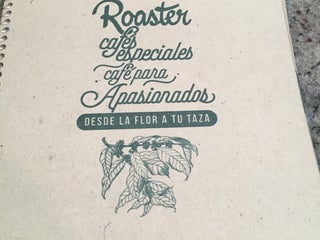 Roaster
cafés
especiales
café para
Apasionados
DESDE LA FLOR A TU TAZA